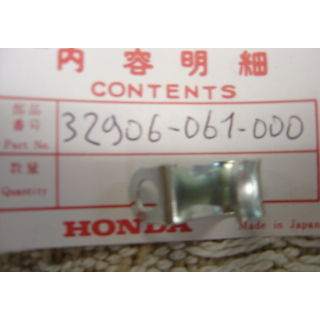 内容明細
CONTENTS
部品番号
Part No. 32906-061-000
数量
Quantity
HONDA Made in Japan